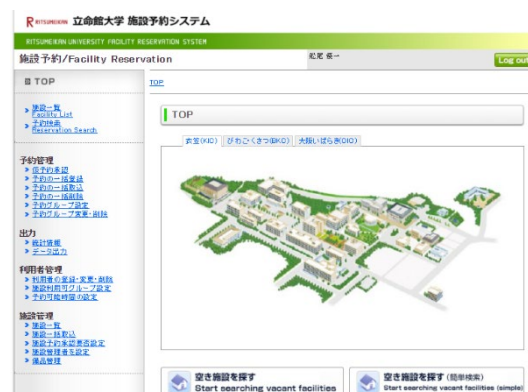 RITSUMEIKAN 立命館大学 施設予約システム
RITSUMEIKAN UNIVERSITY FACILITY RESERVATION SYSTEM
施設予約/Facility Reservation
Log out
TOP
TOP
施設一覧
Facility List
予約検索
Reservation Search
TOP
衣笠(KIC) びわこ・くさつ(BKC) 大阪いばらき(OIC)
予約管理
仮予約承認
予約の一括登録
予約の一括取込
予約の一括削除
予約グループ設定
予約グループ変更・削除
出力
統計情報
データ出力
利用者管理
利用者の登録・変更・削除
施設利用可グループ設定
予約可能時間の設定
施設管理
施設一覧
施設一括取込
施設予約承認要否設定
施設管理者を設定
備品管理
空き施設を探す
Start searching vacant facilities
空き施設を探す (簡単検索)
Start searching vacant facilities (simple)